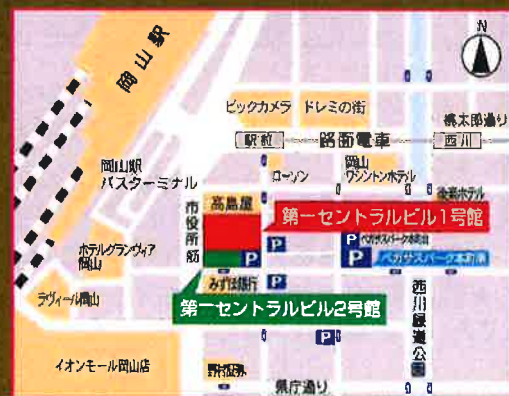 N
岡山駅
ビックカメラ
ドレミの街
桃太郎通り
駅前
路面電車
西川
岡山駅
バスターミナル
ローソン
岡山
ワシントンホテル
後楽ホテル
市役所筋
高島屋
第一セントラルビル1号館
P
P
ペガサスパーク本町
P
P
ペガサスパーク本町南
ホテルグランヴィア
岡山
みずほ銀行
P
ラヴィール岡山
第一セントラルビル2号館
西川緑道公園
P
イオンモール岡山店
野村証券
県庁通り